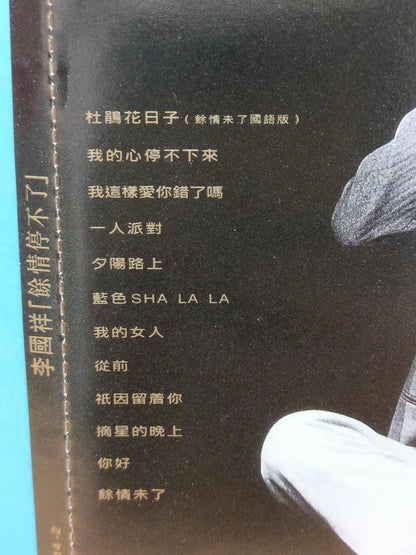 杜鵑花日子(餘情未了國語版)
我的心停不下來
我這樣愛你錯了嗎
一人派對
夕陽路上
藍色SHA LA LA
我的女人
從前
祇因留着你
摘星的晚上
你好
餘情未了
李國祥「餘情停不了」